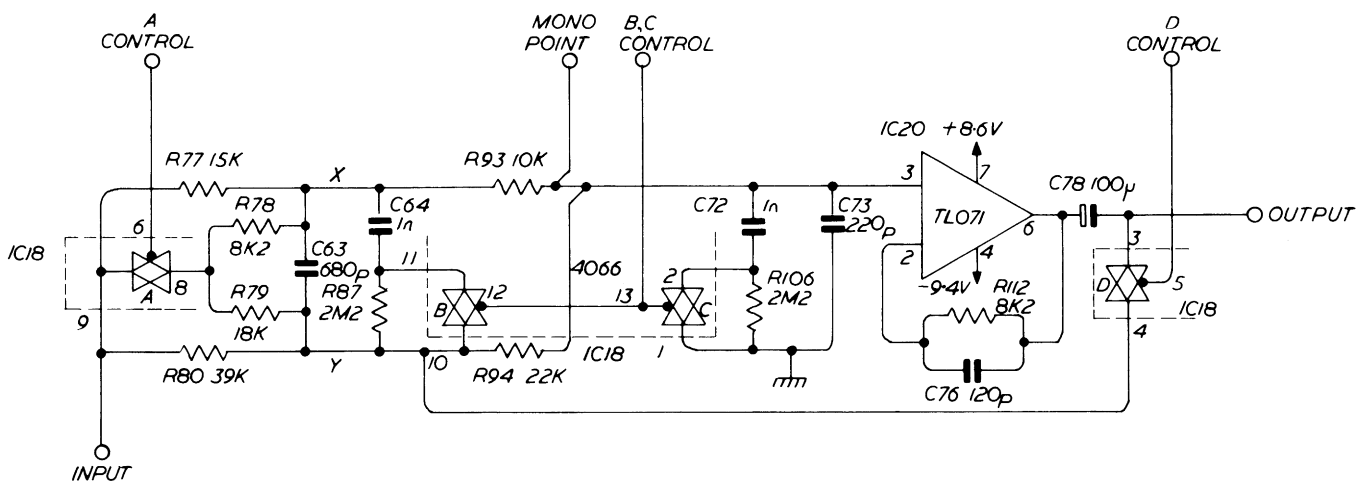 A
CONTROL
MONO
POINT
B,C
CONTROL
D
CONTROL
IC20 +8·6V
R77 15K
X
R93 10K
7
3
C78 100µ
R78
C64
1n
C72
1n
C73
220p
TL071
6
OUTPUT
6
8K2
3
IC18
C63
680p
11
4066
2
4
2
A
8
R79
R87
2M2
12
B
13
C
R106
2M2
-9·4V
R112
8K2
D
5
IC18
9
18K
4
10
IC18
1
R80 39K
Y
R94 22K
C76 120p
INPUT